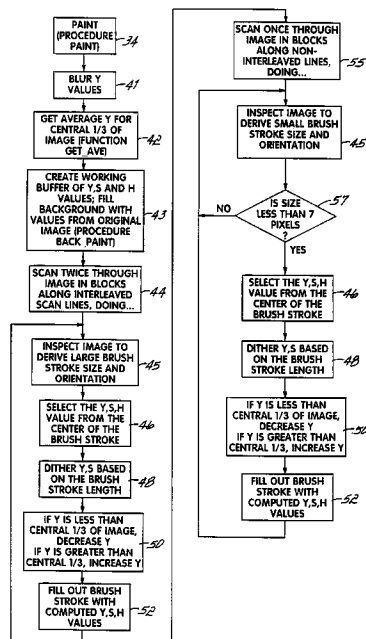 PAINT
(PROCEDURE
PAINT)
34
BLUR Y
VALUES
41
GET AVERAGE Y FOR
CENTRAL 1/3 OF
IMAGE (FUNCTION
GET_AVE)
42
CREATE WORKING
BUFFER OF Y,S AND H
VALUES; FILL
BACKGROUND WITH
VALUES FROM ORIGINAL
IMAGE (PROCEDURE
BACK_PAINT)
43
SCAN TWICE THROUGH
IMAGE IN BLOCKS
ALONG INTERLEAVED
SCAN LINES, DOING...
44
INSPECT IMAGE TO
DERIVE LARGE BRUSH
STROKE SIZE AND
ORIENTATION
45
SELECT THE Y,S,H
VALUE FROM THE
CENTER OF THE
BRUSH STROKE
46
DITHER Y,S BASED
ON THE BRUSH
STROKE LENGTH
48
IF Y IS LESS THAN
CENTRAL 1/3 OF IMAGE,
DECREASE Y
IF Y IS GREATER THAN
CENTRAL 1/3, INCREASE Y
50
FILL OUT BRUSH
STROKE WITH
COMPUTED Y,S,H
VALUES
52
SCAN ONCE THROUGH
IMAGE IN BLOCKS
ALONG NON-
INTERLEAVED LINES,
DOING...
55
INSPECT IMAGE TO
DERIVE SMALL BRUSH
STROKE SIZE AND
ORIENTATION
45
IS SIZE
LESS THAN 7
PIXELS
?
57
NO
YES
SELECT THE Y,S,H
VALUE FROM THE
CENTER OF THE
BRUSH STROKE
46
DITHER Y,S BASED
ON THE BRUSH
STROKE LENGTH
48
IF Y IS LESS THAN
CENTRAL 1/3 OF IMAGE,
DECREASE Y
IF Y IS GREATER THAN
CENTRAL 1/3, INCREASE Y
50
FILL OUT BRUSH
STROKE WITH
COMPUTED Y,S,H
VALUES
52